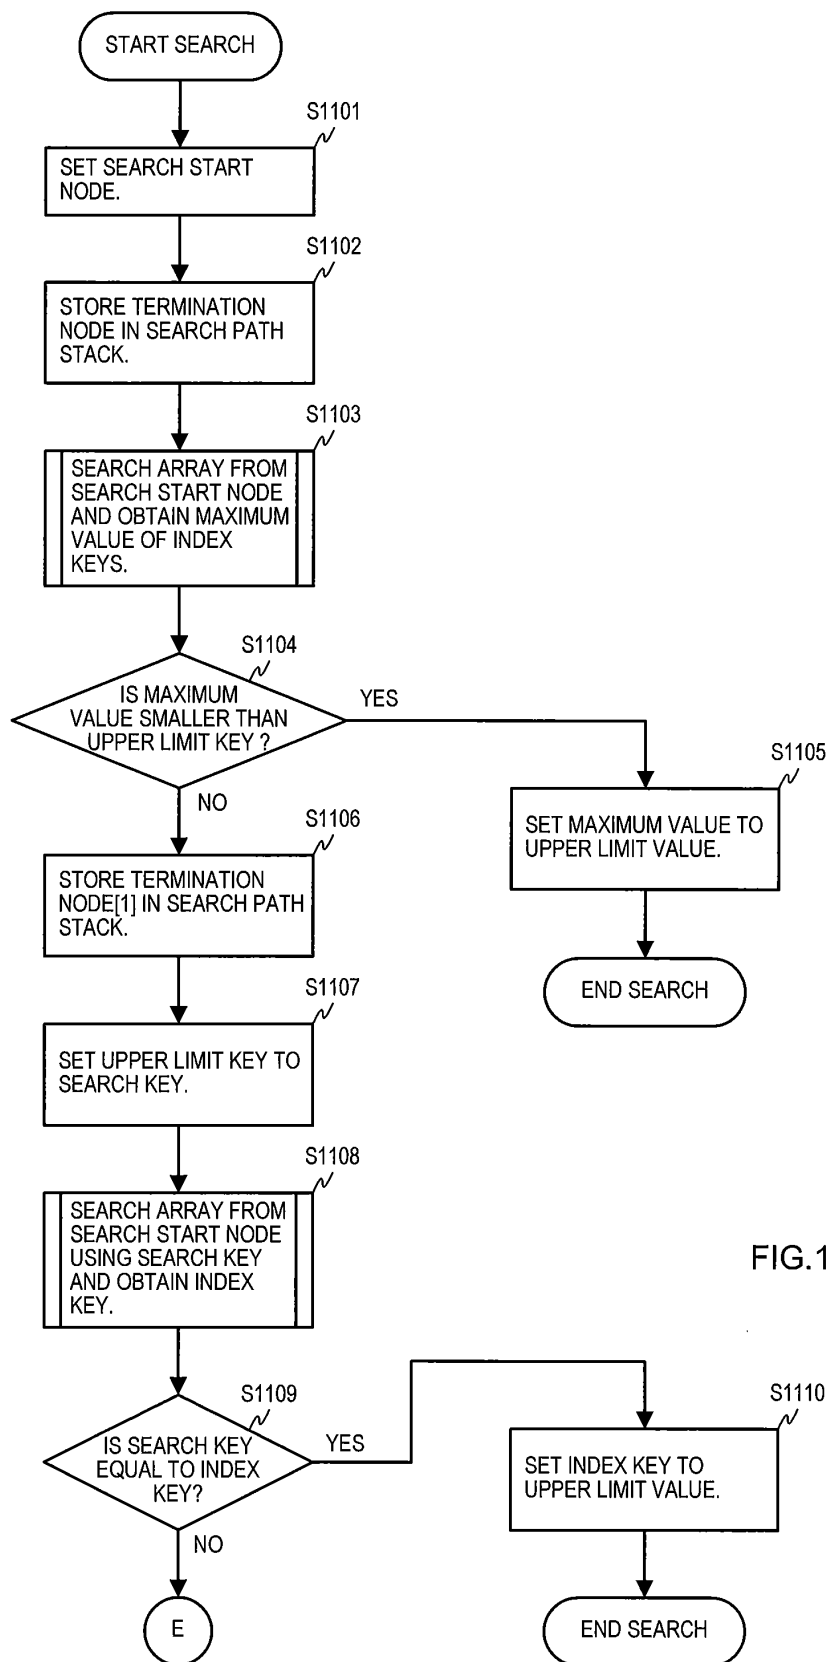 START SEARCH
S1101
SET SEARCH START
NODE.
S1102
STORE TERMINATION
NODE IN SEARCH PATH
STACK.
S1103
SEARCH ARRAY FROM
SEARCH START NODE
AND OBTAIN MAXIMUM
VALUE OF INDEX
KEYS.
S1104
IS MAXIMUM
VALUE SMALLER THAN
UPPER LIMIT KEY ?
YES
NO
S1105
SET MAXIMUM VALUE TO
UPPER LIMIT VALUE.
END SEARCH
S1106
STORE TERMINATION
NODE[1] IN SEARCH PATH
STACK.
S1107
SET UPPER LIMIT KEY TO
SEARCH KEY.
S1108
SEARCH ARRAY FROM
SEARCH START NODE
USING SEARCH KEY
AND OBTAIN INDEX
KEY.
FIG.1
S1109
IS SEARCH KEY
EQUAL TO INDEX
KEY?
YES
NO
S1110
SET INDEX KEY TO
UPPER LIMIT VALUE.
END SEARCH
E